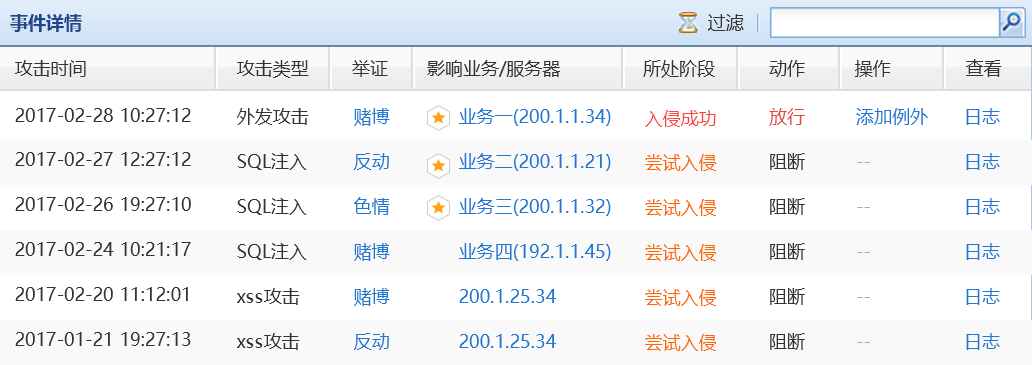 事件详情 过滤
攻击时间 攻击类型 举证 影响业务/服务器 所处阶段 动作 操作 查看
2017-02-28 10:27:12 外发攻击 赌博 业务一(200.1.1.34) 入侵成功 放行 添加例外 日志
2017-02-27 12:27:12 SQL注入 反动 业务二(200.1.1.21) 尝试入侵 阻断 -- 日志
2017-02-26 19:27:10 SQL注入 色情 业务三(200.1.1.32) 尝试入侵 阻断 -- 日志
2017-02-24 10:21:17 SQL注入 赌博 业务四(192.1.1.45) 尝试入侵 阻断 -- 日志
2017-02-20 11:12:01 xss攻击 赌博 200.1.25.34 尝试入侵 阻断 -- 日志
2017-01-21 19:27:13 xss攻击 反动 200.1.25.34 尝试入侵 阻断 -- 日志